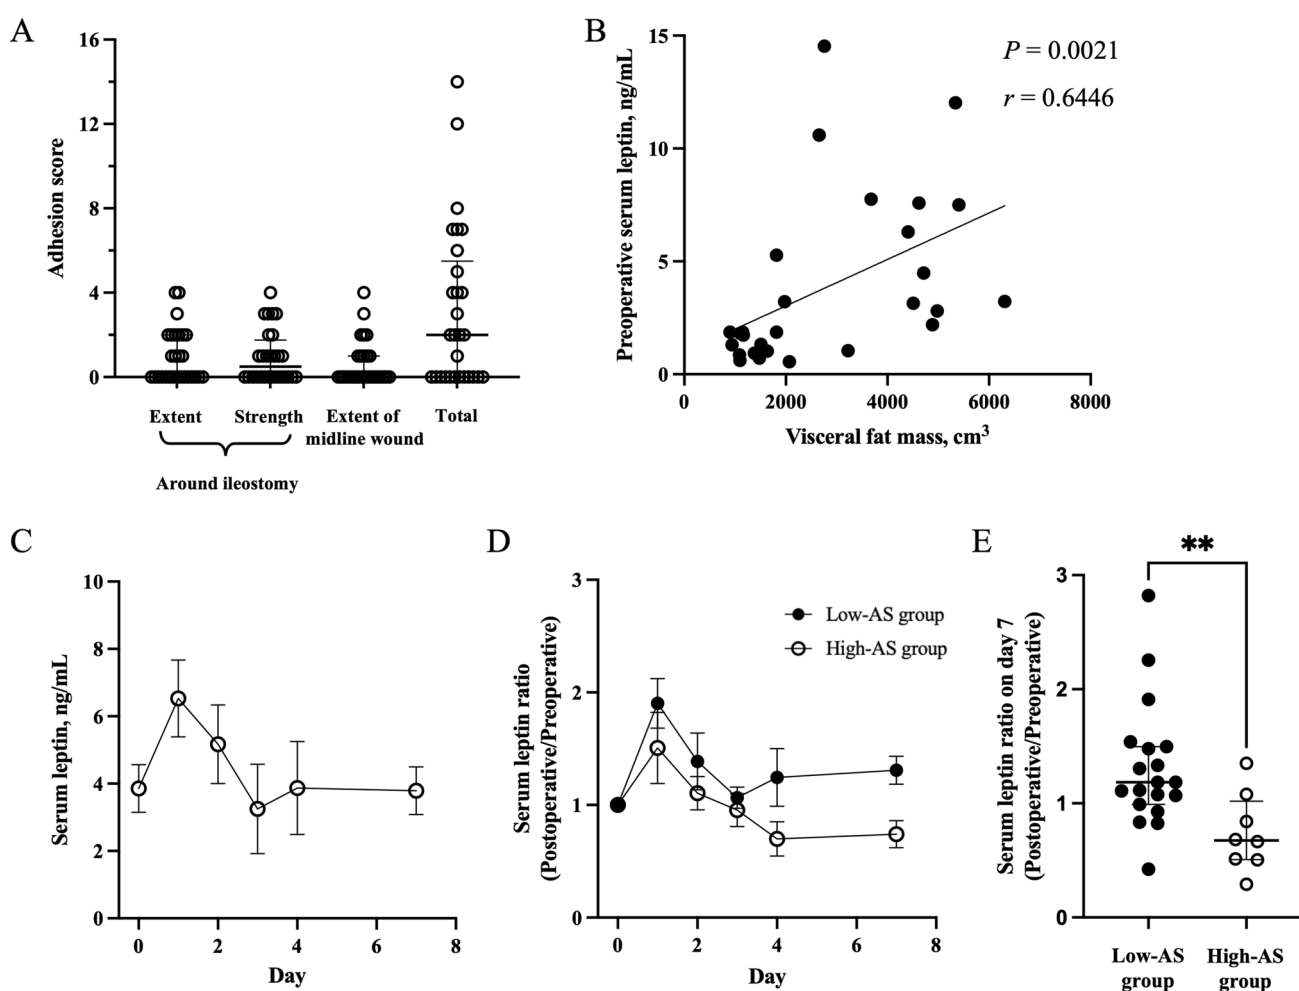 A
16
12
8
4
0
Adhesion score
Extent
Strength
Extent of
midline wound
Total
Around ileostomy
B
15
10
5
0
Preoperative serum leptin, ng/mL
P = 0.0021
r = 0.6446
0
2000
4000
6000
8000
Visceral fat mass, cm³
C
10
8
6
4
2
0
Serum leptin, ng/mL
0
2
4
6
8
Day
D
3
2
1
0
Serum leptin ratio
(Postoperative/Preoperative)
Low-AS group
High-AS group
0
2
4
6
8
Day
E
**
3
2
1
0
Serum leptin ratio on day 7
(Postoperative/Preoperative)
Low-AS
group
High-AS
group